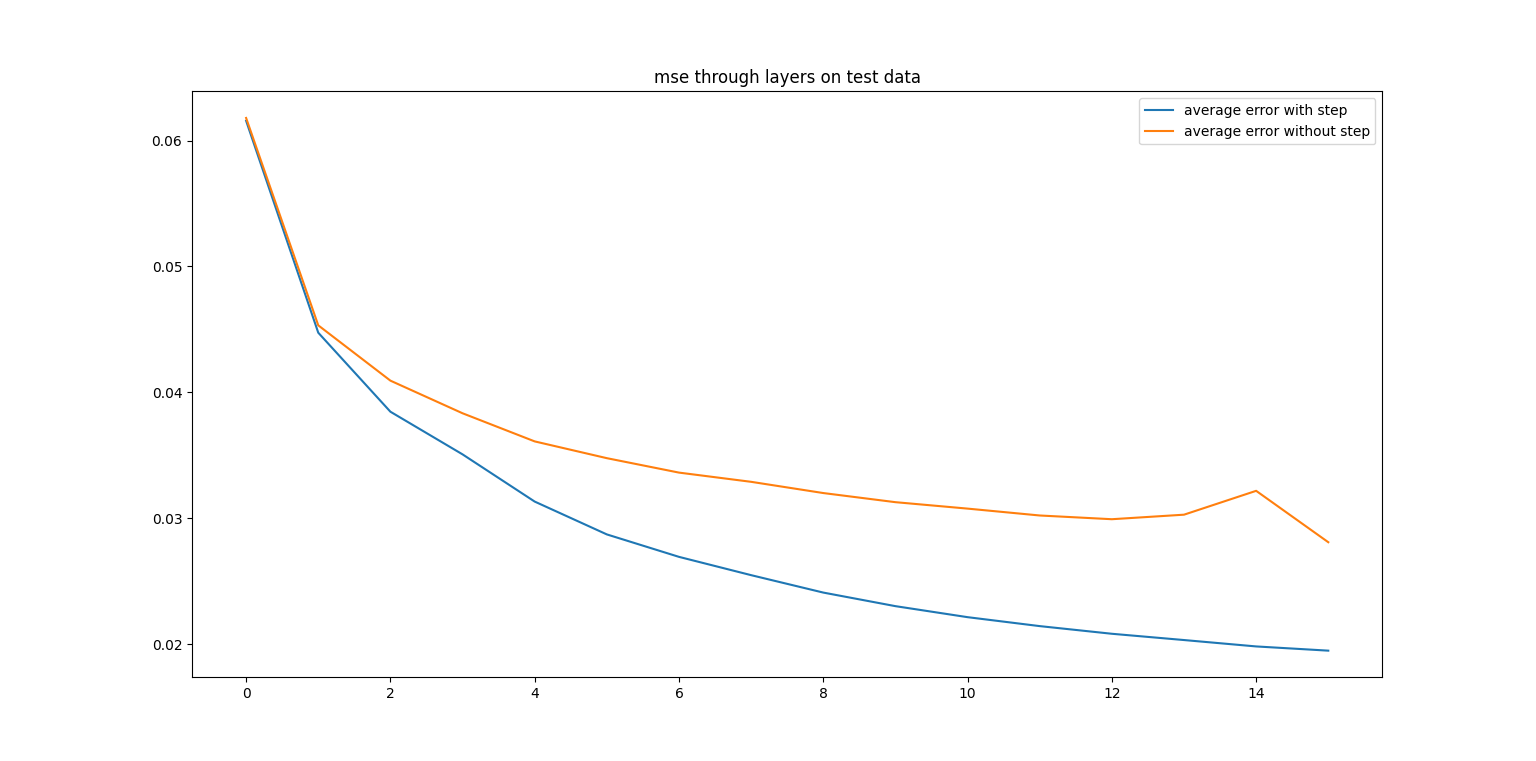 mse through layers on test data
average error with step
average error without step
0.06
0.05
0.04
0.03
0.02
0 2 4 6 8 10 12 14